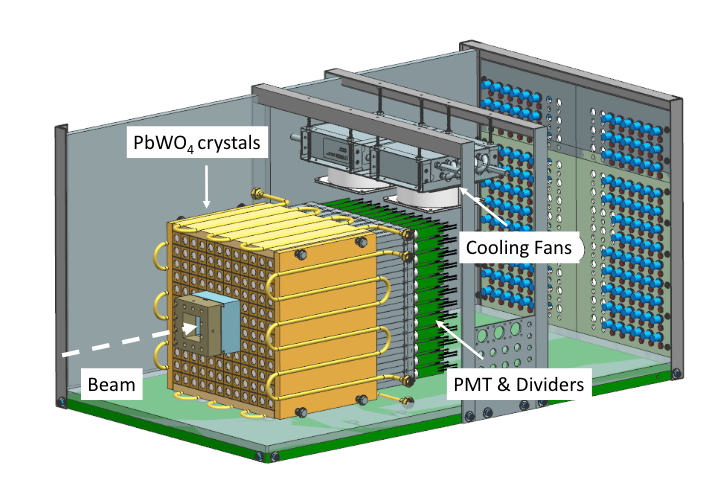 PbWO₄ crystals
Cooling Fans
Beam
PMT & Dividers